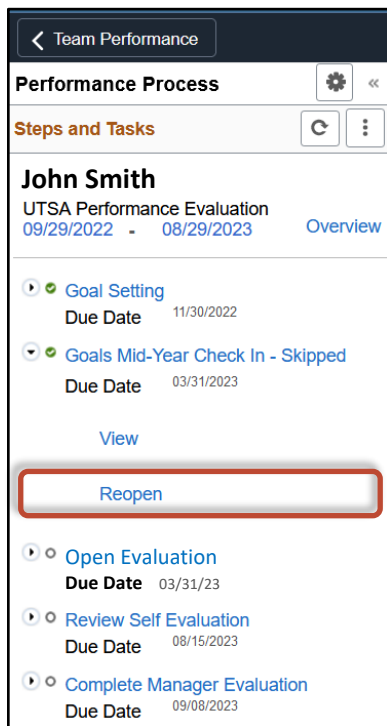 Team Performance
Performance Process
«
Steps and Tasks
John Smith
UTSA Performance Evaluation
09/29/2022 - 08/29/2023 Overview
Goal Setting
Due Date 11/30/2022
Goals Mid-Year Check In - Skipped
Due Date 03/31/2023
View
Reopen
Open Evaluation
Due Date 03/31/23
Review Self Evaluation
Due Date 08/15/2023
Complete Manager Evaluation
Due Date 09/08/2023